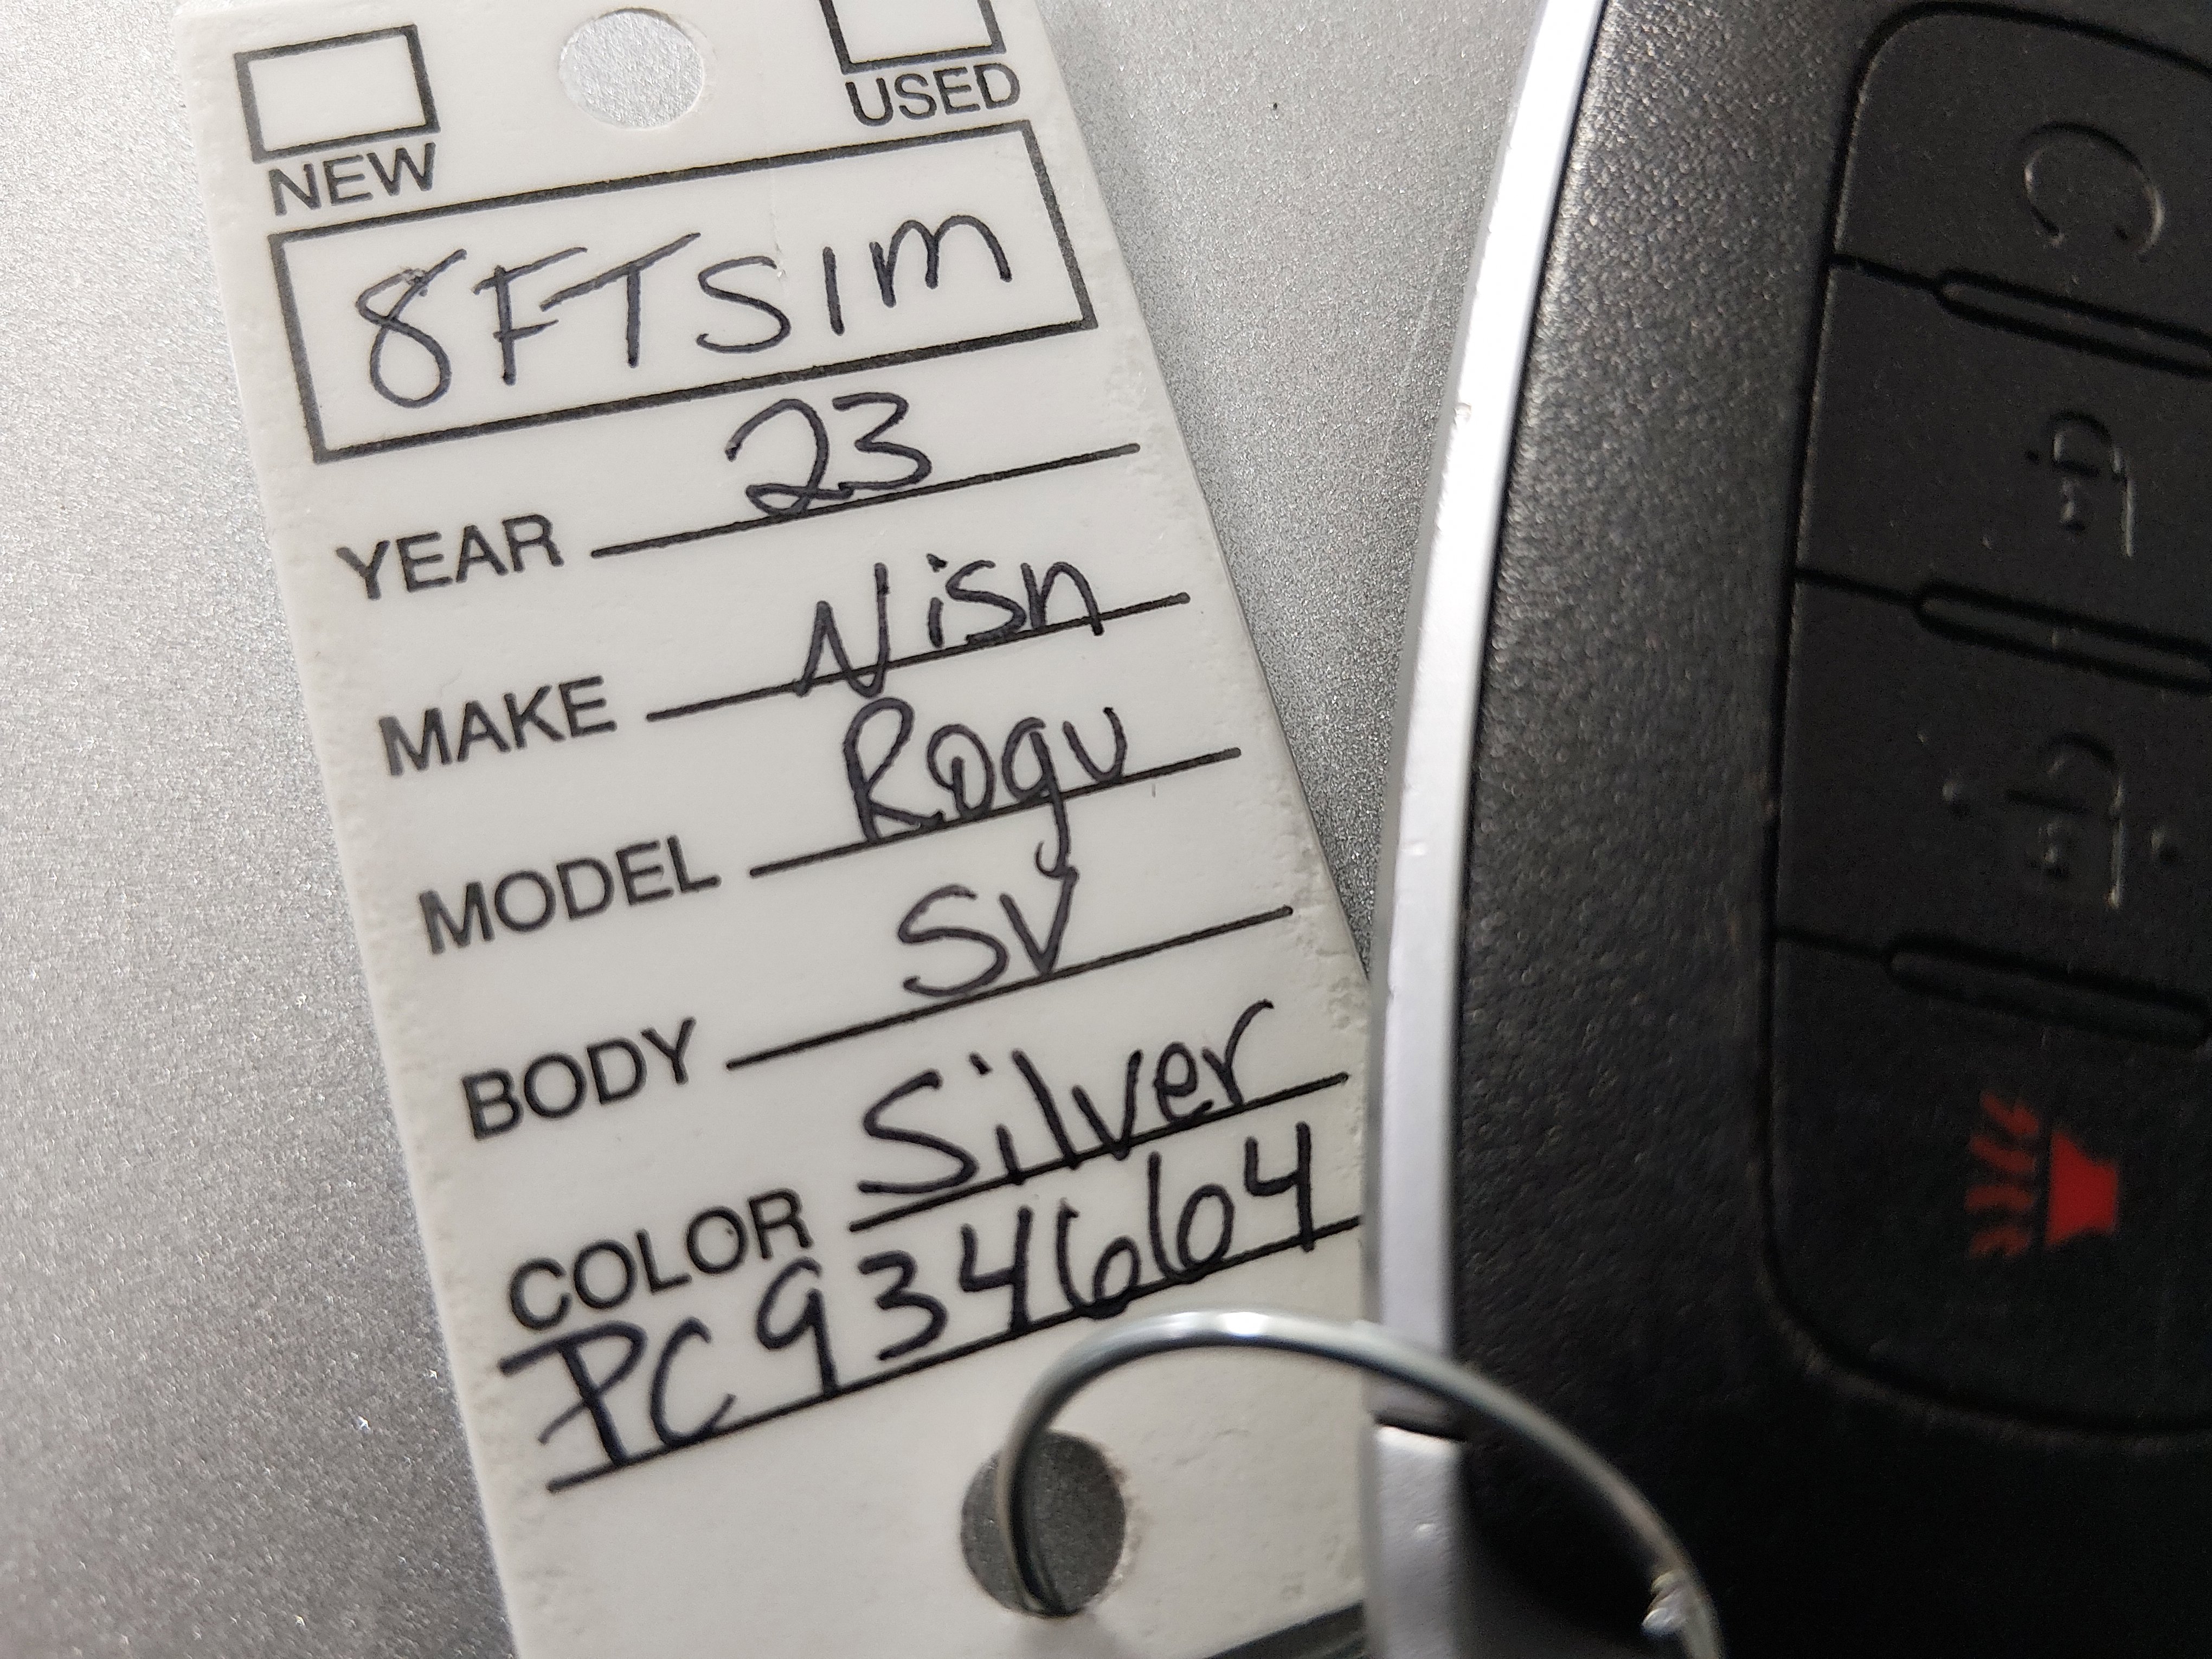 NEW USED
8FTSIM
YEAR 23
MAKE Nisn
MODEL Rogu
BODY SV
COLOR Silver
PC934664